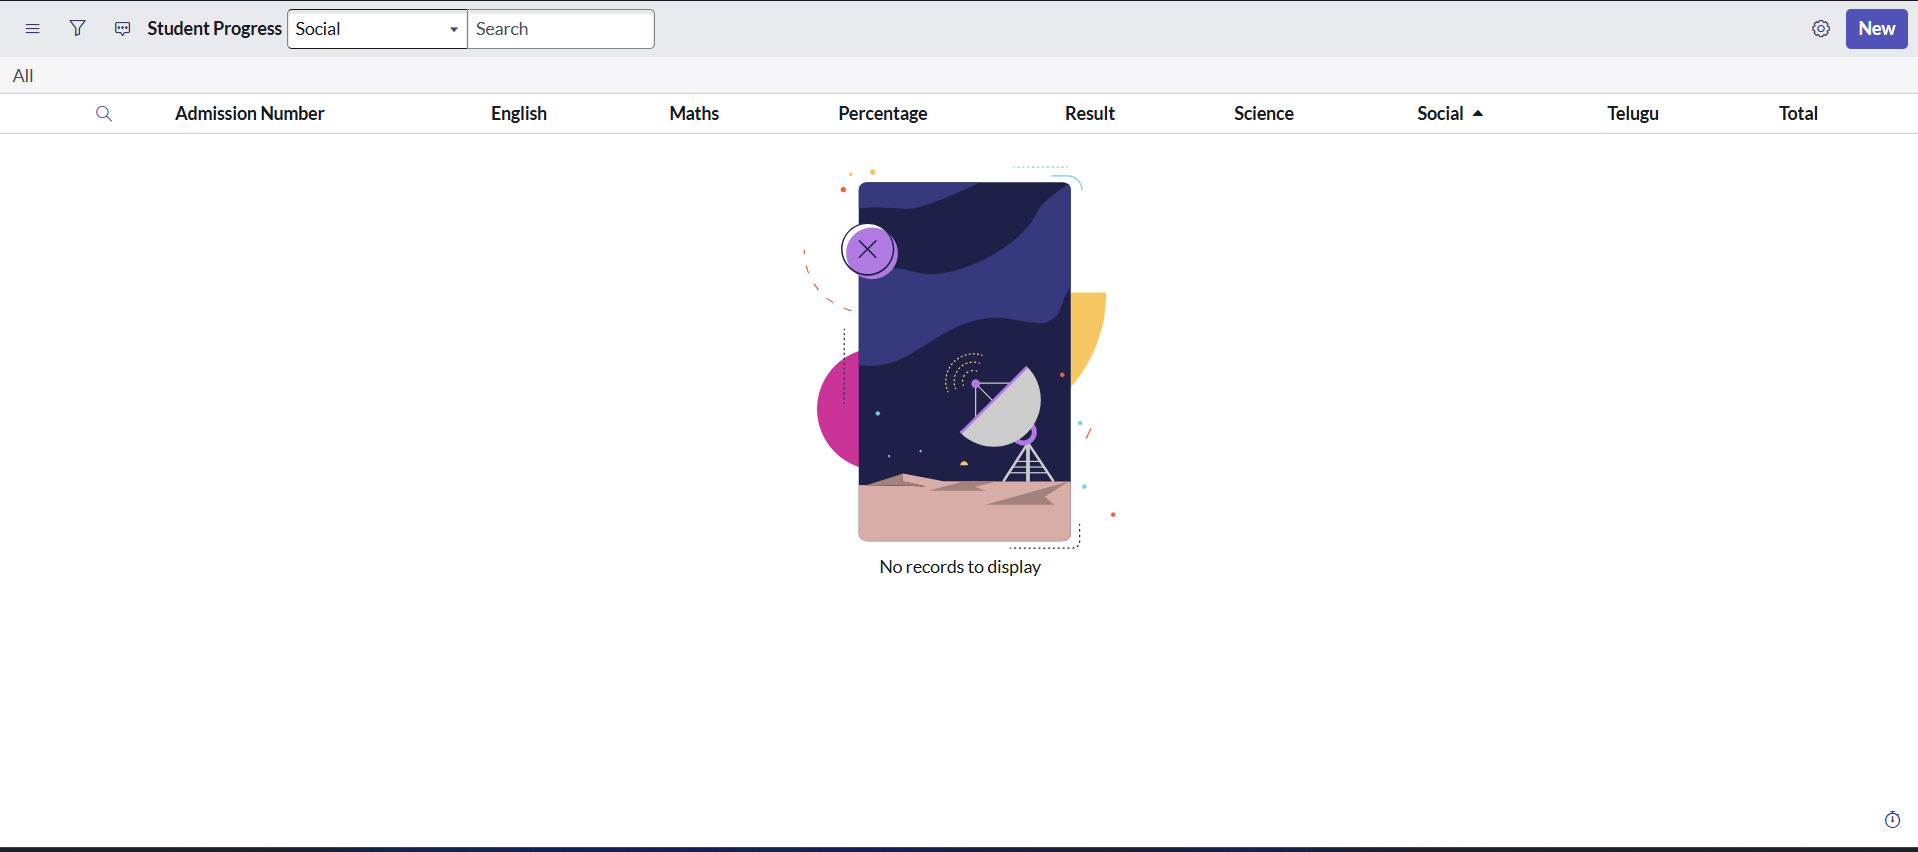 Student Progress Social Search New
All
Admission Number English Maths Percentage Result Science Social Telugu Total
No records to display